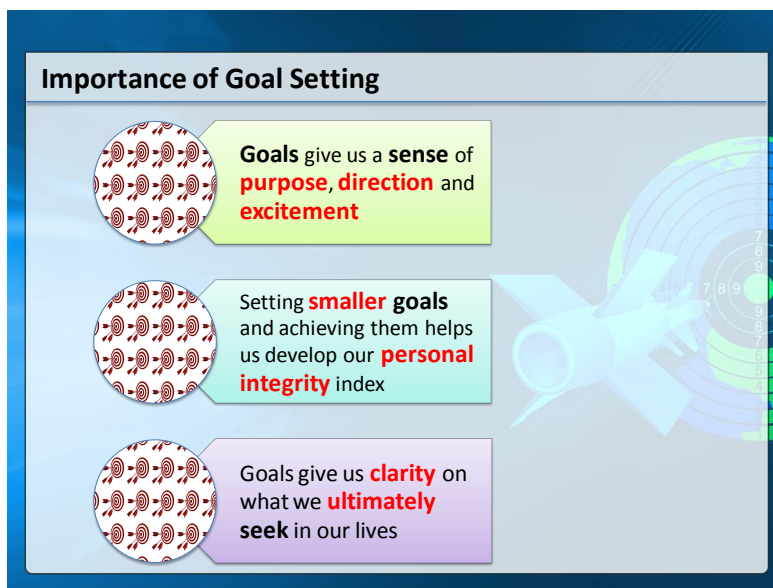 Importance of Goal Setting
Goals give us a sense of
purpose, direction and
excitement
Setting smaller goals
and achieving them helps
us develop our personal
integrity index
Goals give us clarity on
what we ultimately
seek in our lives